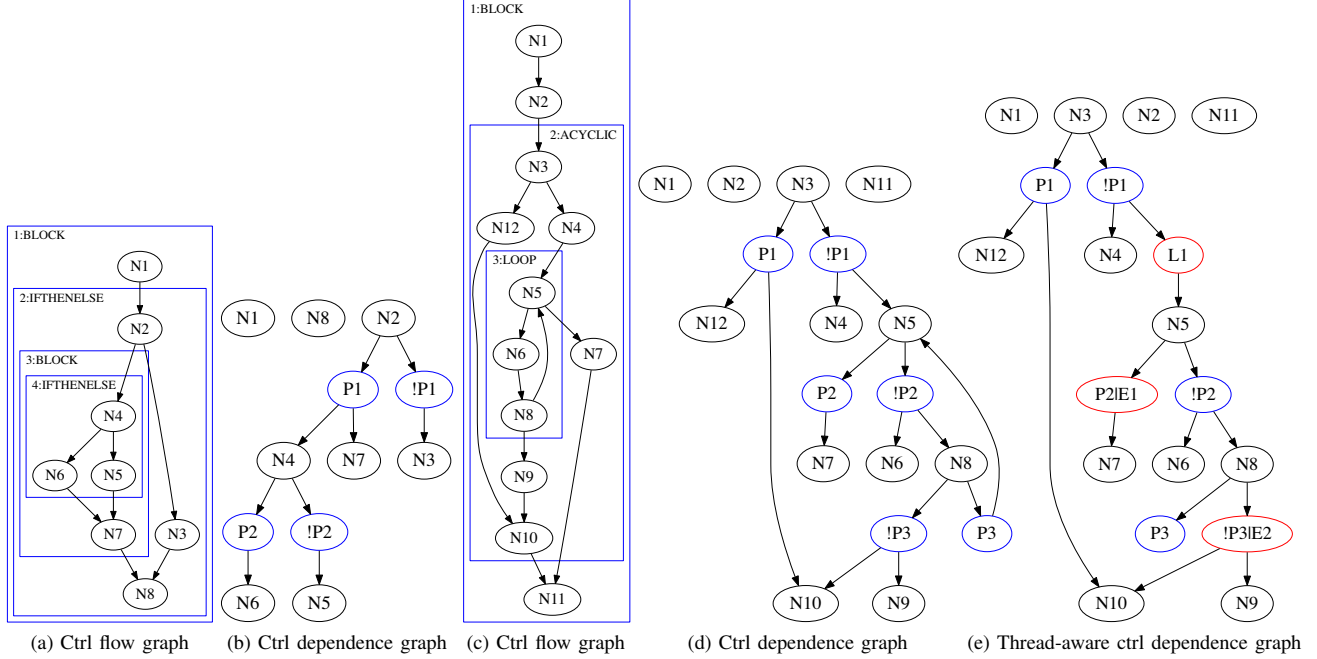 1:BLOCK
N1
2:IFTHENELSE
N2
3:BLOCK
4:IFTHENELSE
N4
N6
N5
N7
N3
N8
(a) Ctrl flow graph
N1
N8
N2
P1
!P1
N4
N7
N3
P2
!P2
N6
N5
(b) Ctrl dependence graph
1:BLOCK
N1
N2
2:ACYCLIC
N3
N12
N4
3:LOOP
N5
N6
N7
N8
N9
N10
N11
(c) Ctrl flow graph
N1
N2
N3
N11
P1
!P1
N12
N4
N5
P2
!P2
N7
N6
N8
!P3
P3
N10
N9
(d) Ctrl dependence graph
N1
N3
N2
N11
P1
!P1
N12
N4
L1
N5
P2|E1
!P2
N7
N6
N8
P3
!P3|E2
N10
N9
(e) Thread-aware ctrl dependence graph